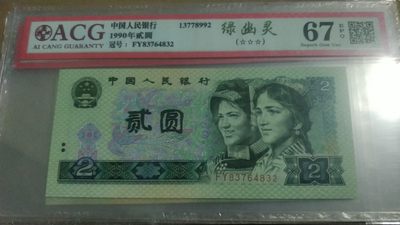 ACG
AI CANG GUARANTY
中国人民银行
1990年贰圆
冠号：FY83764832
13778992
绿幽灵
(☆☆☆)
67 EPQ
Superb Gem Unc
中国人民银行
2
贰圆
FY83764832
2
2